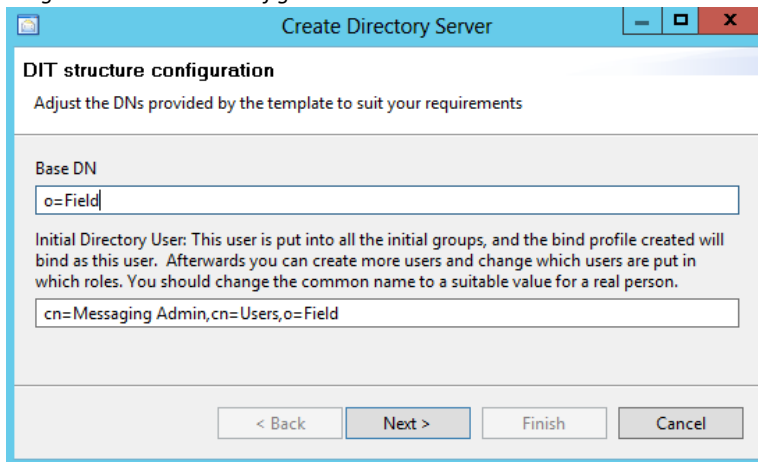 Create Directory Server
DIT structure configuration
Adjust the DNs provided by the template to suit your requirements
Base DN
o=Field
Initial Directory User: This user is put into all the initial groups, and the bind profile created will
bind as this user.  Afterwards you can create more users and change which users are put in
which roles. You should change the common name to a suitable value for a real person.
cn=Messaging Admin,cn=Users,o=Field
< Back Next > Finish Cancel